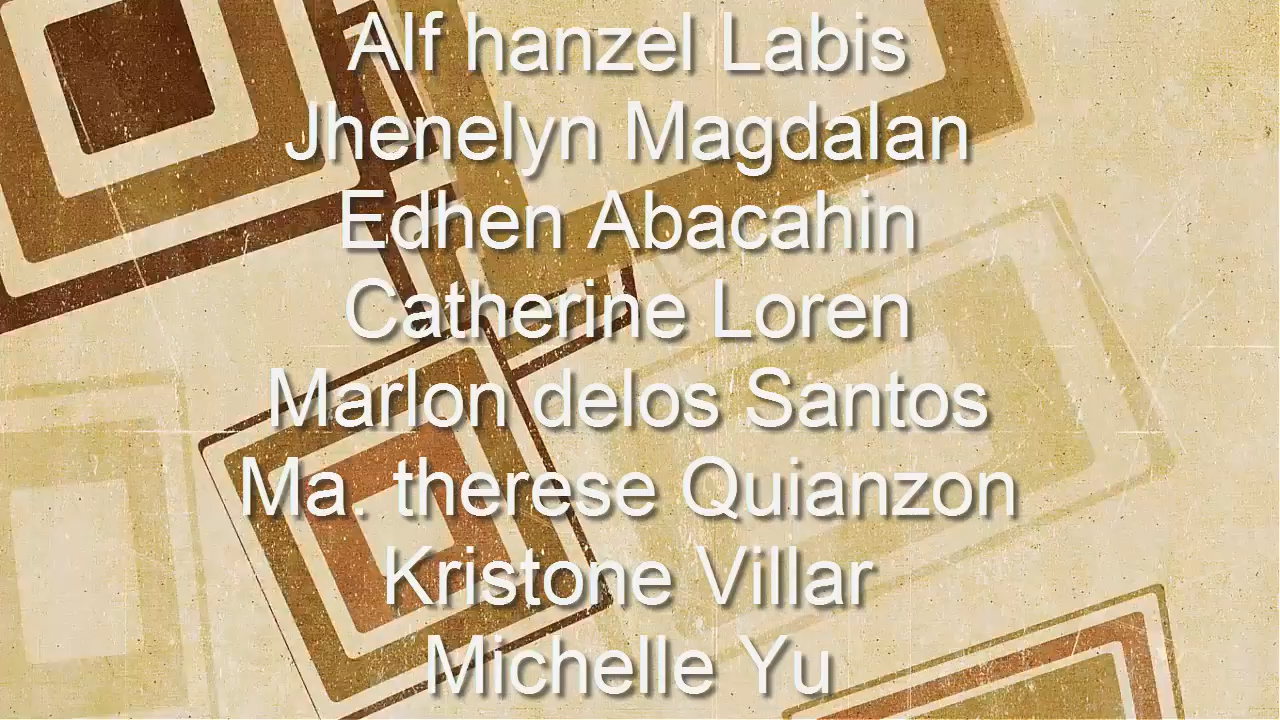 Alf hanzel Labis
Jhenelyn Magdalan
Edhen Abacahin
Catherine Loren
Marlon delos Santos
Ma. therese Quianzon
Kristone Villar
Michelle Yu